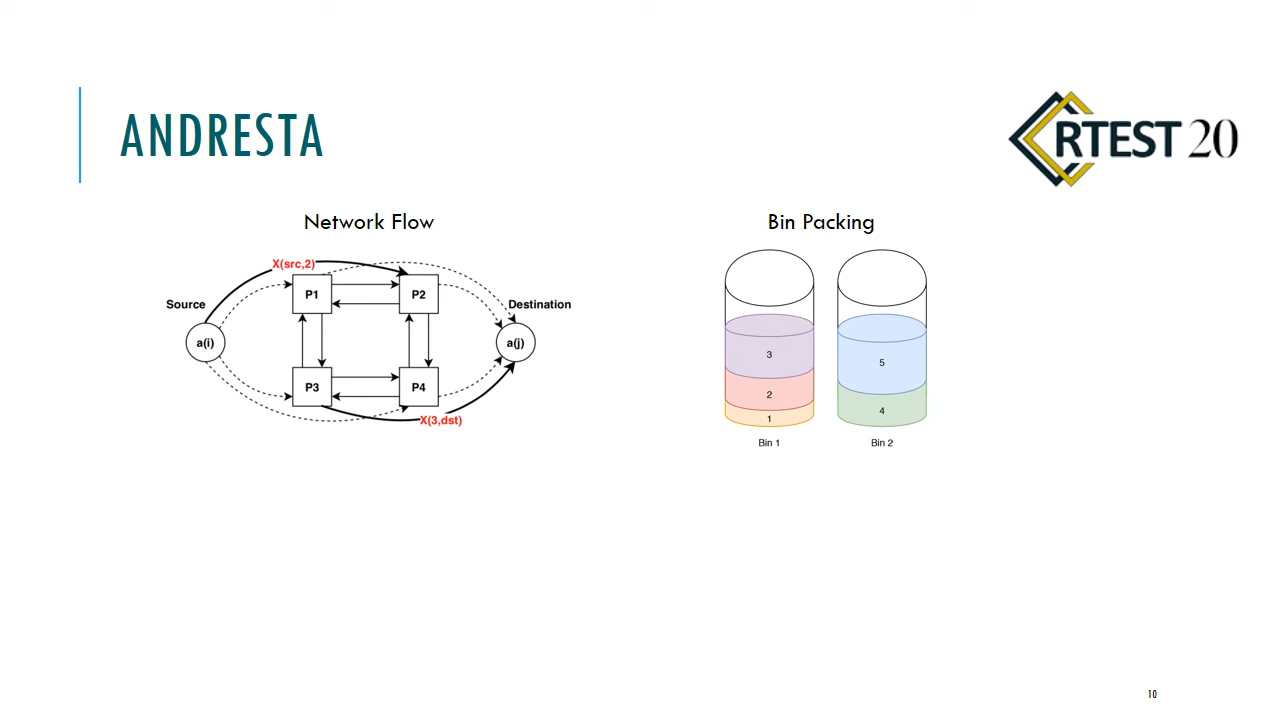 ANDRESTA
RTEST 20
Network Flow
X(src,2)
P1
P2
Source
Destination
a(i)
a(j)
P3
P4
X(3,dst)
Bin Packing
3
2
1
5
4
Bin 1
Bin 2
10